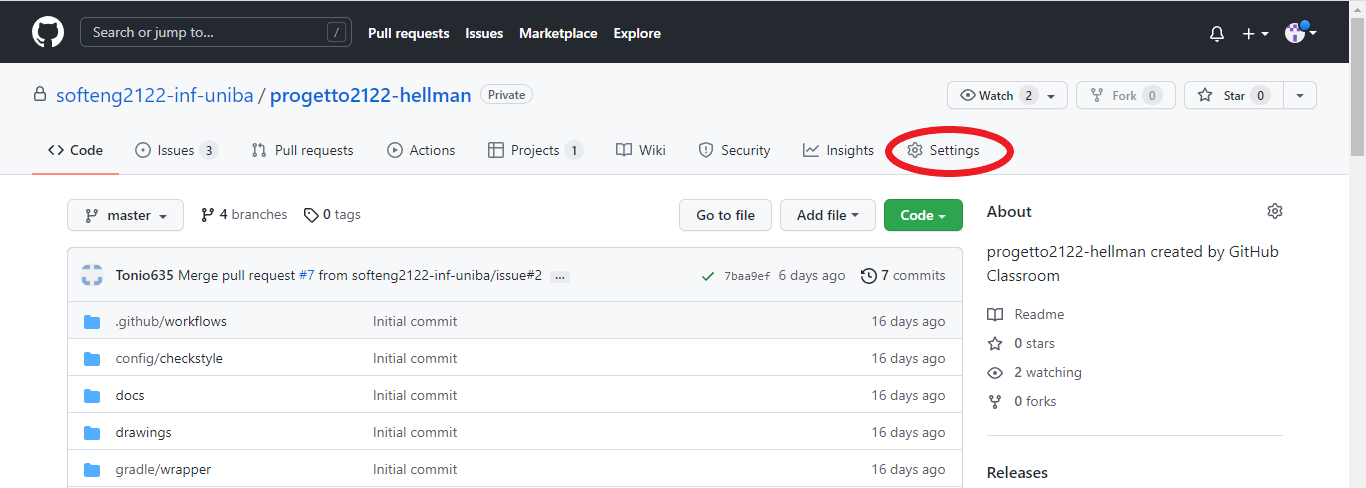 Search or jump to... / Pull requests Issues Marketplace Explore
softeng2122-inf-uniba / progetto2122-hellman Private Watch 2 Fork 0 Star 0
Code Issues 3 Pull requests Actions Projects 1 Wiki Security Insights Settings
master 4 branches 0 tags Go to file Add file Code
About
Tonio635 Merge pull request #7 from softeng2122-inf-uniba/issue#2 ... 7baa9ef 6 days ago 7 commits
progetto2122-hellman created by GitHub
Classroom
.github/workflows Initial commit 16 days ago
config/checkstyle Initial commit 16 days ago
docs Initial commit 16 days ago
drawings Initial commit 16 days ago
gradle/wrapper Initial commit 16 days ago
Readme
0 stars
2 watching
0 forks
Releases